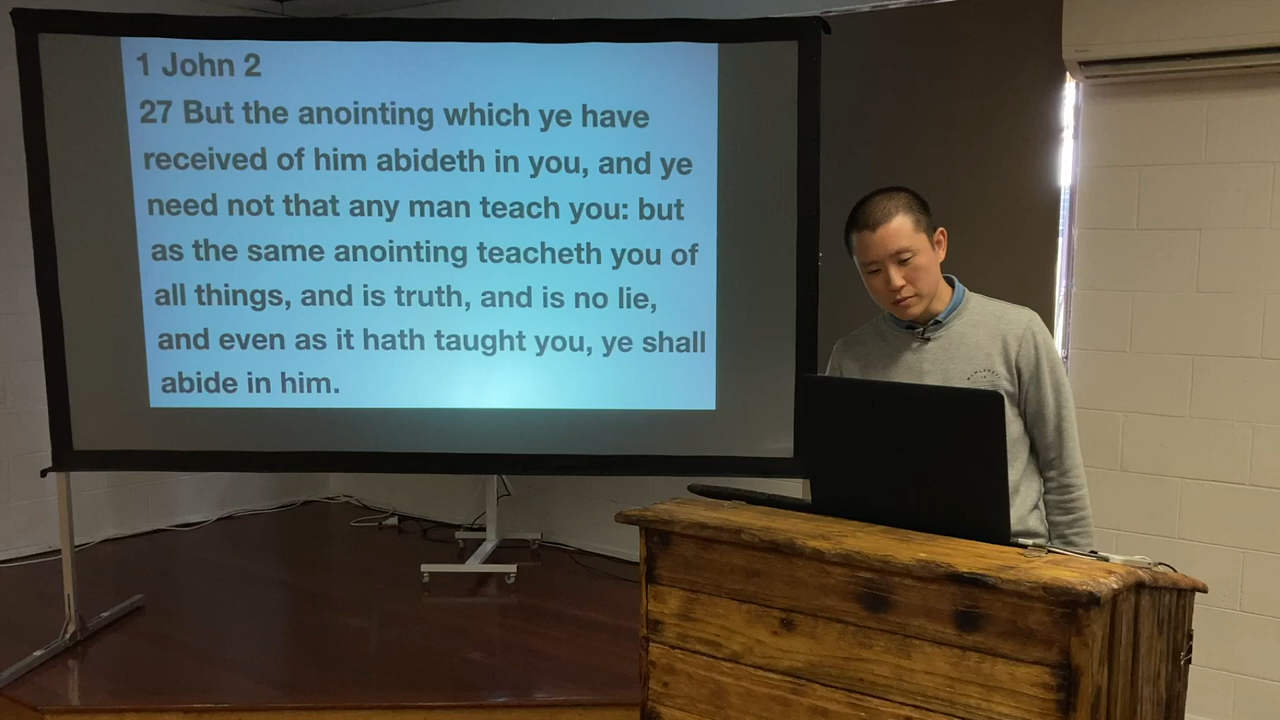 1 John 2
27 But the anointing which ye have
received of him abideth in you, and ye
need not that any man teach you: but
as the same anointing teacheth you of
all things, and is truth, and is no lie,
and even as it hath taught you, ye shall
abide in him.